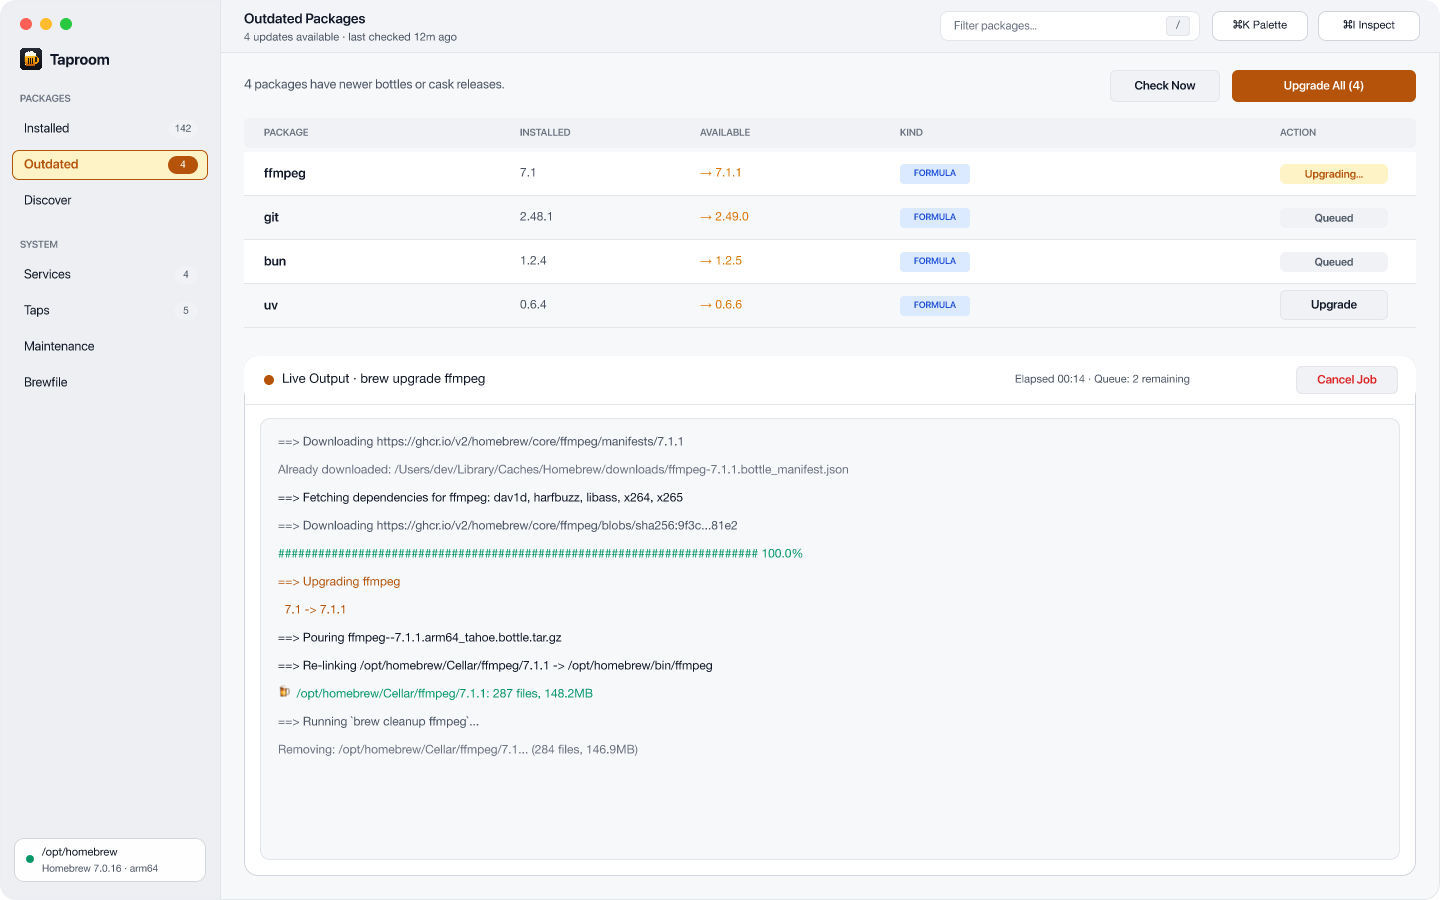 Taproom
PACKAGES
Installed 142
Outdated 4
Discover
SYSTEM
Services 4
Taps 5
Maintenance
Brewfile
/opt/homebrew
Homebrew 7.0.16 · arm64
Outdated Packages
4 updates available · last checked 12m ago
Filter packages... /
⌘K Palette
⌘I Inspect
4 packages have newer bottles or cask releases.
Check Now
Upgrade All (4)
PACKAGE INSTALLED AVAILABLE KIND ACTION
ffmpeg 7.1 → 7.1.1 FORMULA Upgrading...
git 2.48.1 → 2.49.0 FORMULA Queued
bun 1.2.4 → 1.2.5 FORMULA Queued
uv 0.6.4 → 0.6.6 FORMULA Upgrade
Live Output · brew upgrade ffmpeg
Elapsed 00:14 · Queue: 2 remaining
Cancel Job
==> Downloading https://ghcr.io/v2/homebrew/core/ffmpeg/manifests/7.1.1
Already downloaded: /Users/dev/Library/Caches/Homebrew/downloads/ffmpeg-7.1.1.bottle_manifest.json
==> Fetching dependencies for ffmpeg: dav1d, harfbuzz, libass, x264, x265
==> Downloading https://ghcr.io/v2/homebrew/core/ffmpeg/blobs/sha256:9f3c...81e2
######################################################################## 100.0%
==> Upgrading ffmpeg
7.1 -> 7.1.1
==> Pouring ffmpeg--7.1.1.arm64_tahoe.bottle.tar.gz
==> Re-linking /opt/homebrew/Cellar/ffmpeg/7.1.1 -> /opt/homebrew/bin/ffmpeg
🍺 /opt/homebrew/Cellar/ffmpeg/7.1.1: 287 files, 148.2MB
==> Running `brew cleanup ffmpeg`...
Removing: /opt/homebrew/Cellar/ffmpeg/7.1... (284 files, 146.9MB)